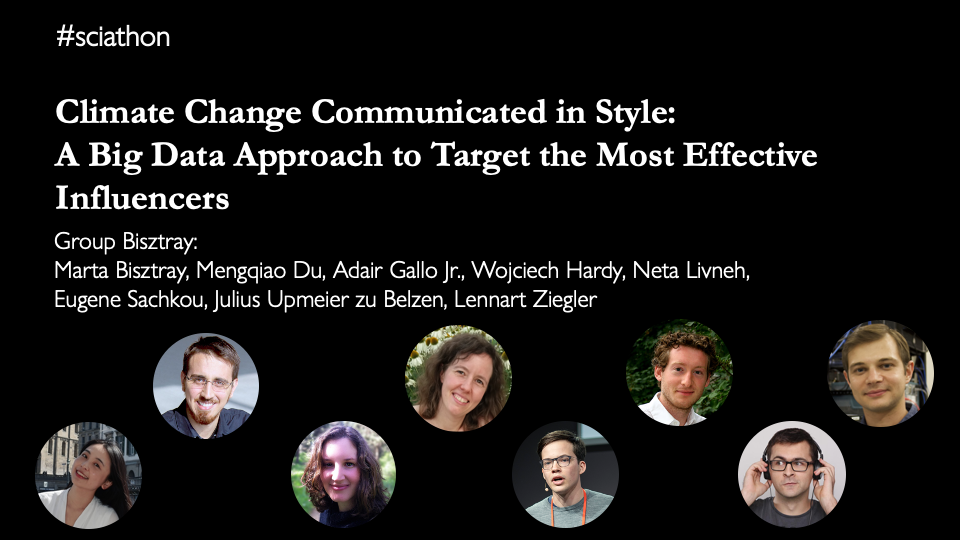 #sciathon
Climate Change Communicated in Style:
A Big Data Approach to Target the Most Effective
Influencers
Group Bisztray:
Marta Bisztray, Mengqiao Du, Adair Gallo Jr., Wojciech Hardy, Neta Livneh,
Eugene Sachkou, Julius Upmeier zu Belzen, Lennart Ziegler